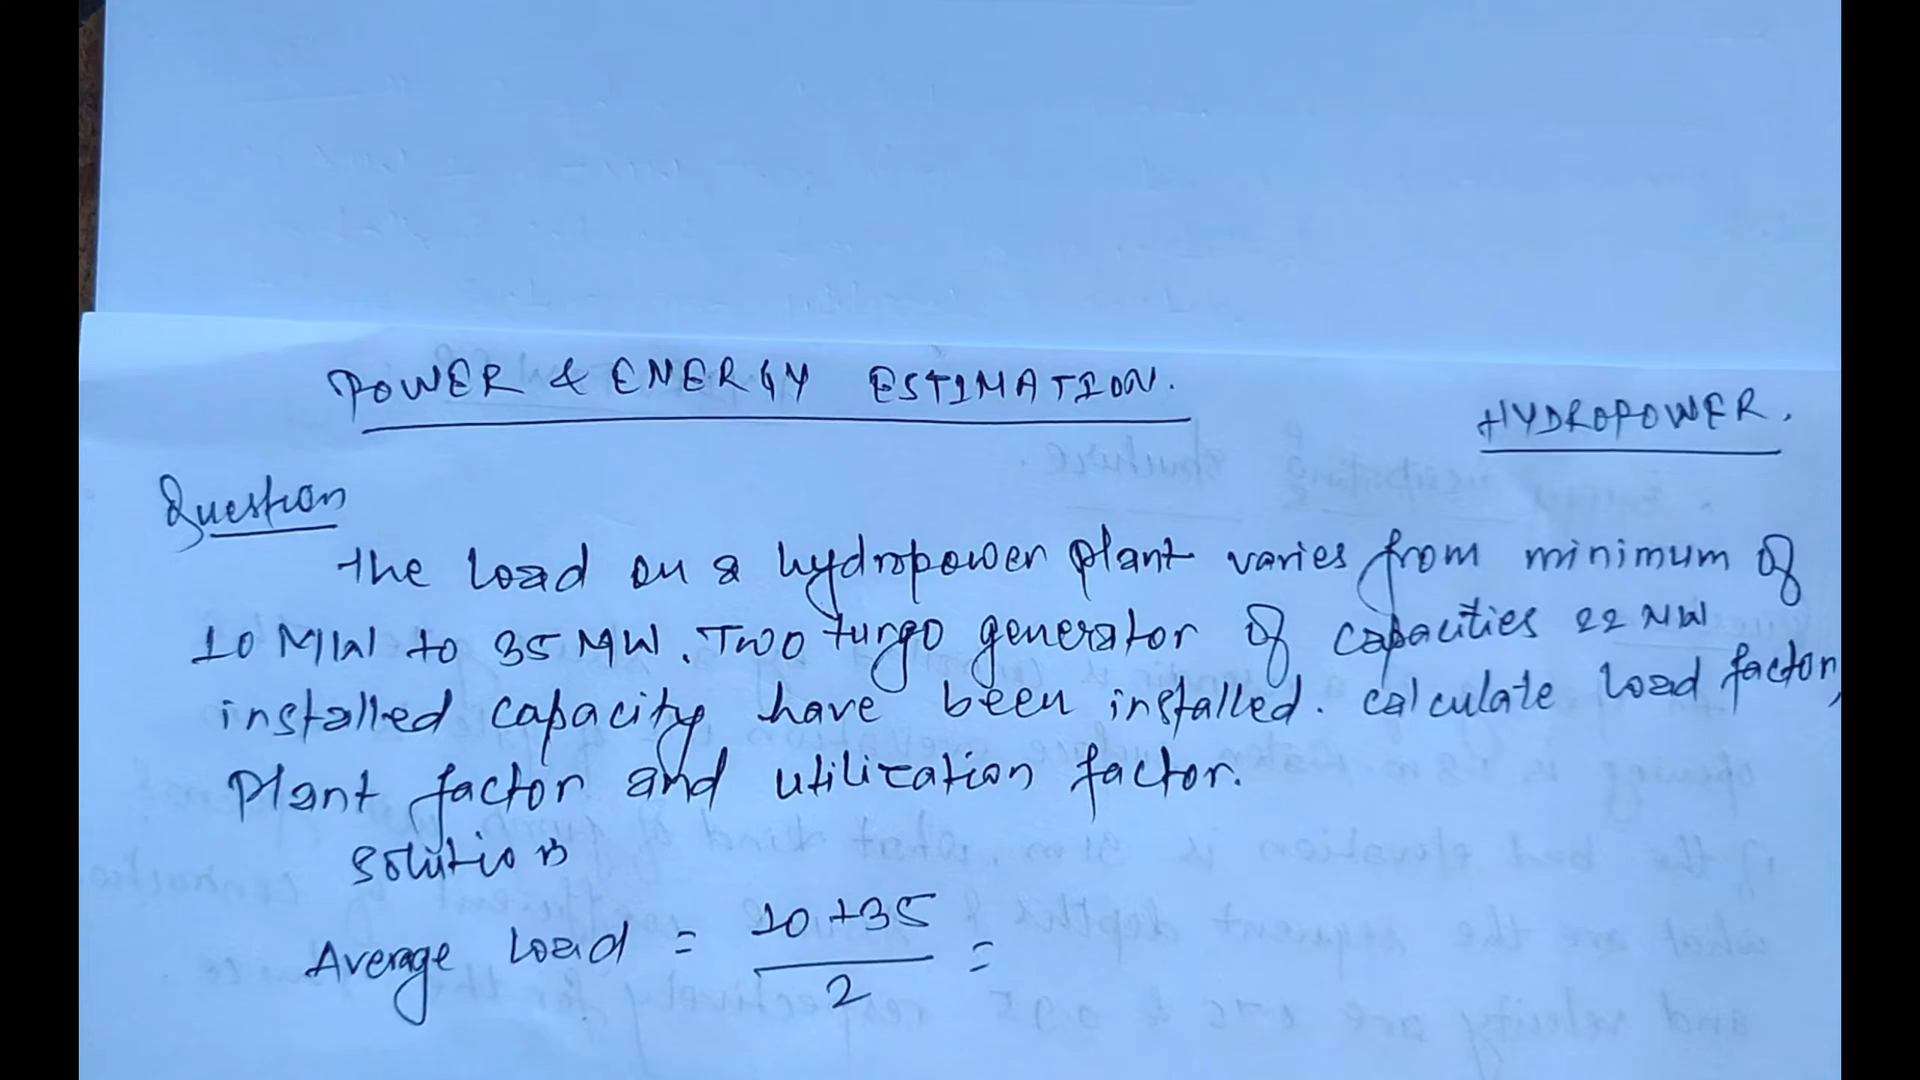 POWER & ENERGY ESTIMATION.
HYDROPOWER.
Question
The Load on a hydropower plant varies from minimum of
10 MW to 35 MW. Two turgo generator of capacities 22 MW
installed capacity have been installed. calculate load factor,
Plant factor and utilization factor.
solution
Average Load = 10+35
2 =